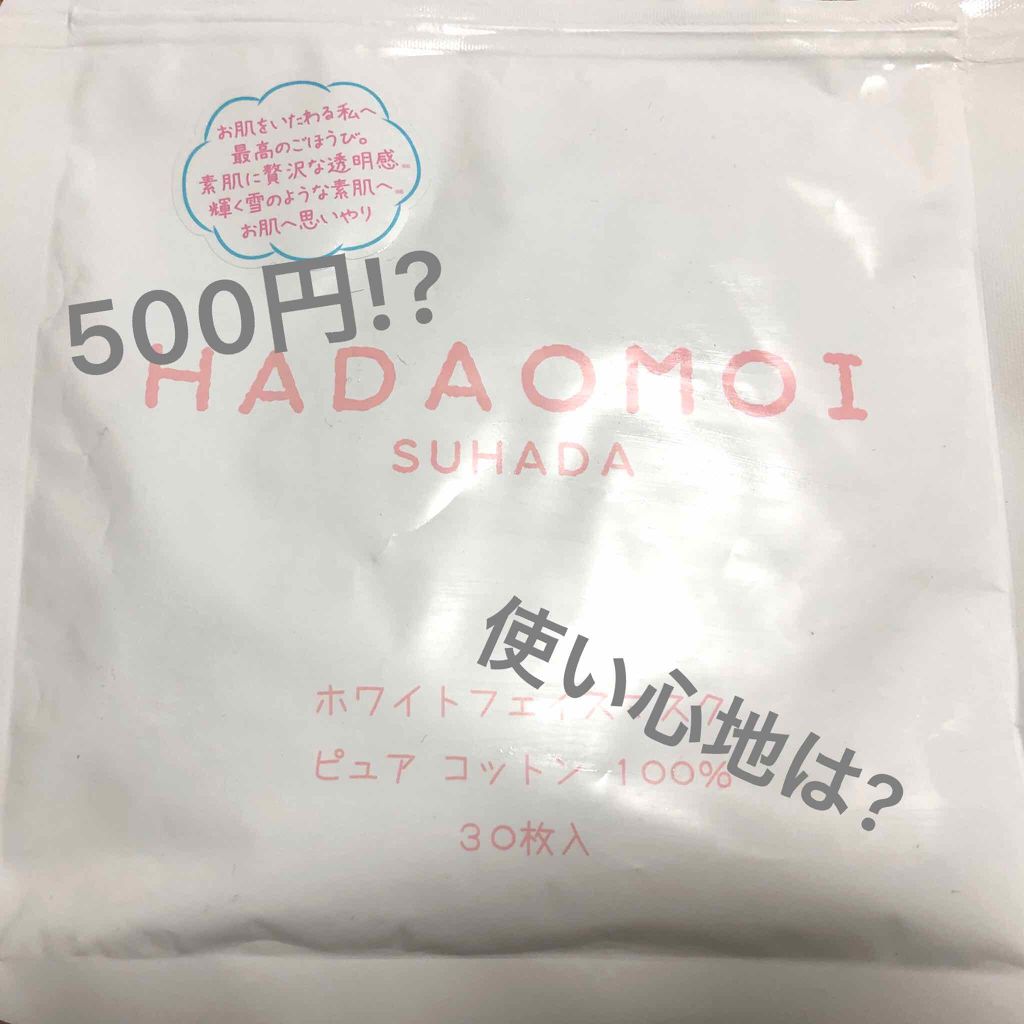 お肌をいたわる私へ
最高のごほうび。
素肌に贅沢な透明感…
輝く雪のような素肌へ…
お肌へ思いやり
500円!?
HADAOMOI
SUHADA
使い心地は?
ホワイトフェイスマスク
ピュア コットン 100%
30枚入